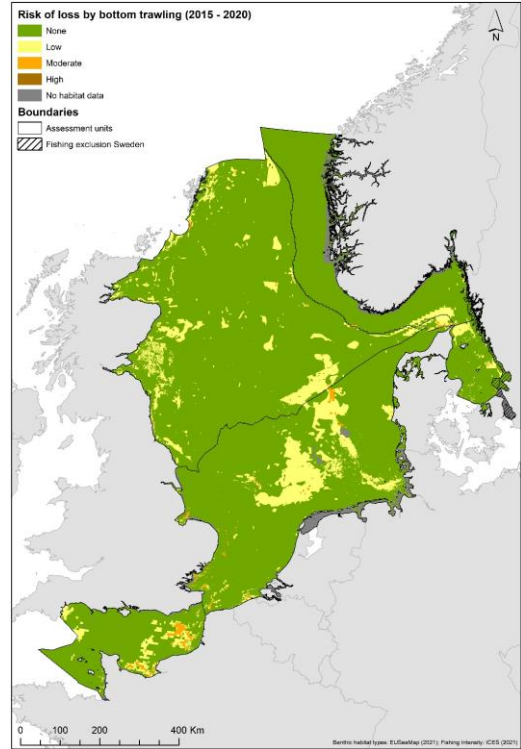 Risk of loss by bottom trawling (2015 - 2020)
None
Low
Moderate
High
No habitat data
Boundaries
Assessment units
Fishing exclusion Sweden
N
0 100 200 400 Km
Benthic habitat types: EUSeaMap (2021); Fishing Intensity: ICES (2021)